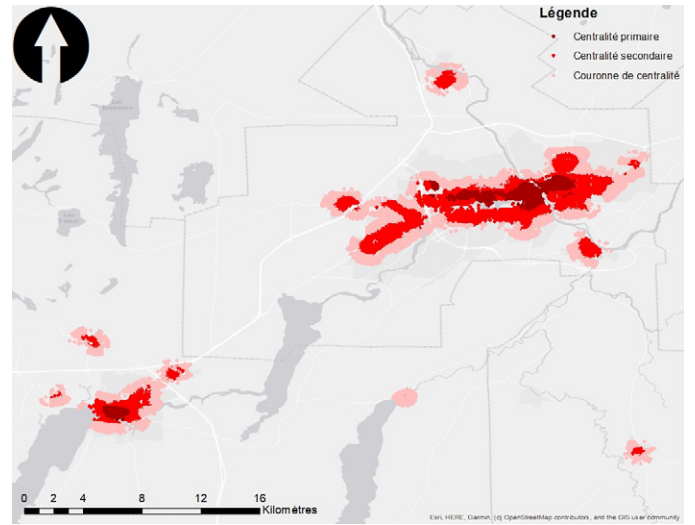 Légende
Centralité primaire
Centralité secondaire
Couronne de centralité
0 2 4 8 12 16
Kilomètres
Esri, HERE, Garmin, (c) OpenStreetMap contributors, and the GIS user community